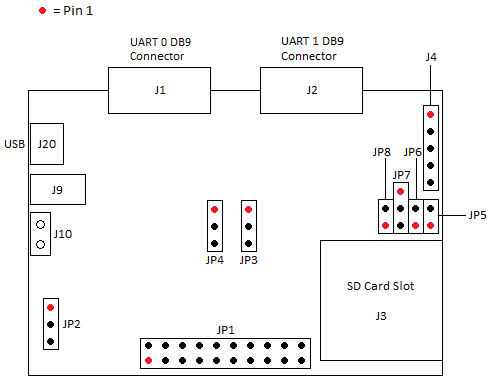 = Pin 1
UART 0 DB9
Connector
UART 1 DB9
Connector
J4
J1
J2
USB
J20
JP8
JP6
JP7
J9
JP5
J10
JP4
JP3
SD Card Slot
J3
JP2
JP1